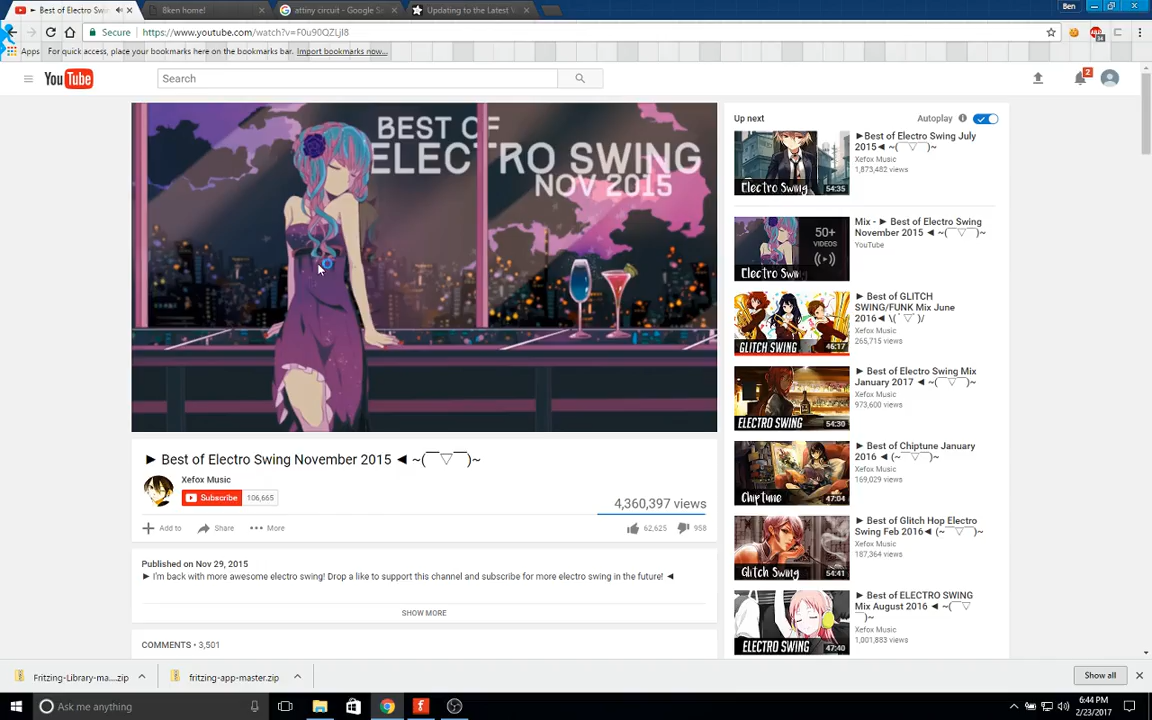 ► Best of Electro Swing
8ken home!
attiny circuit - Google Se
Updating to the Latest V
Ben
Secure
https://www.youtube.com/watch?v=F0u90QZLjI8
Apps
For quick access, place your bookmarks here on the bookmarks bar. Import bookmarks now...
YouTube
Search
2
BEST OF
ELECTRO SWING
NOV 2015
Up next
Autoplay
►Best of Electro Swing July
2015◄ ~(￣▽￣)~
Xefox Music
1,873,482 views
Electro Swing
54:35
Mix - ► Best of Electro Swing
November 2015 ◄ ~(￣▽￣)~
YouTube
50+
VIDEOS
Electro Swin
► Best of GLITCH
SWING/FUNK Mix June
2016◄ \(´▽`)/
Xefox Music
265,715 views
GLITCH SWING
46:17
► Best of Electro Swing Mix
January 2017 ◄ ~(￣▽￣)~
Xefox Music
973,600 views
ELECTRO SWING
54:30
► Best of Chiptune January
2016 ◄ (~￣▽￣)~
Xefox Music
169,029 views
Chiptune
47:04
► Best of Glitch Hop Electro
Swing Feb 2016◄ (~￣▽￣)~
Xefox Music
187,364 views
Glitch Swing
54:41
► Best of ELECTRO SWING
Mix August 2016 ◄ ~(￣▽
￣)~
Xefox Music
1,001,883 views
ELECTRO SWING
47:40
► Best of Electro Swing November 2015 ◄ ~(￣▽￣)~
Xefox Music
Subscribe 106,665
4,360,397 views
Add to
Share
More
62,625
958
Published on Nov 29, 2015
► I'm back with more awesome electro swing! Drop a like to support this channel and subscribe for more electro swing in the future! ◄
SHOW MORE
COMMENTS • 3,501
Fritzing-Library-ma....zip
fritzing-app-master.zip
Show all
Ask me anything
6:44 PM
2/23/2017